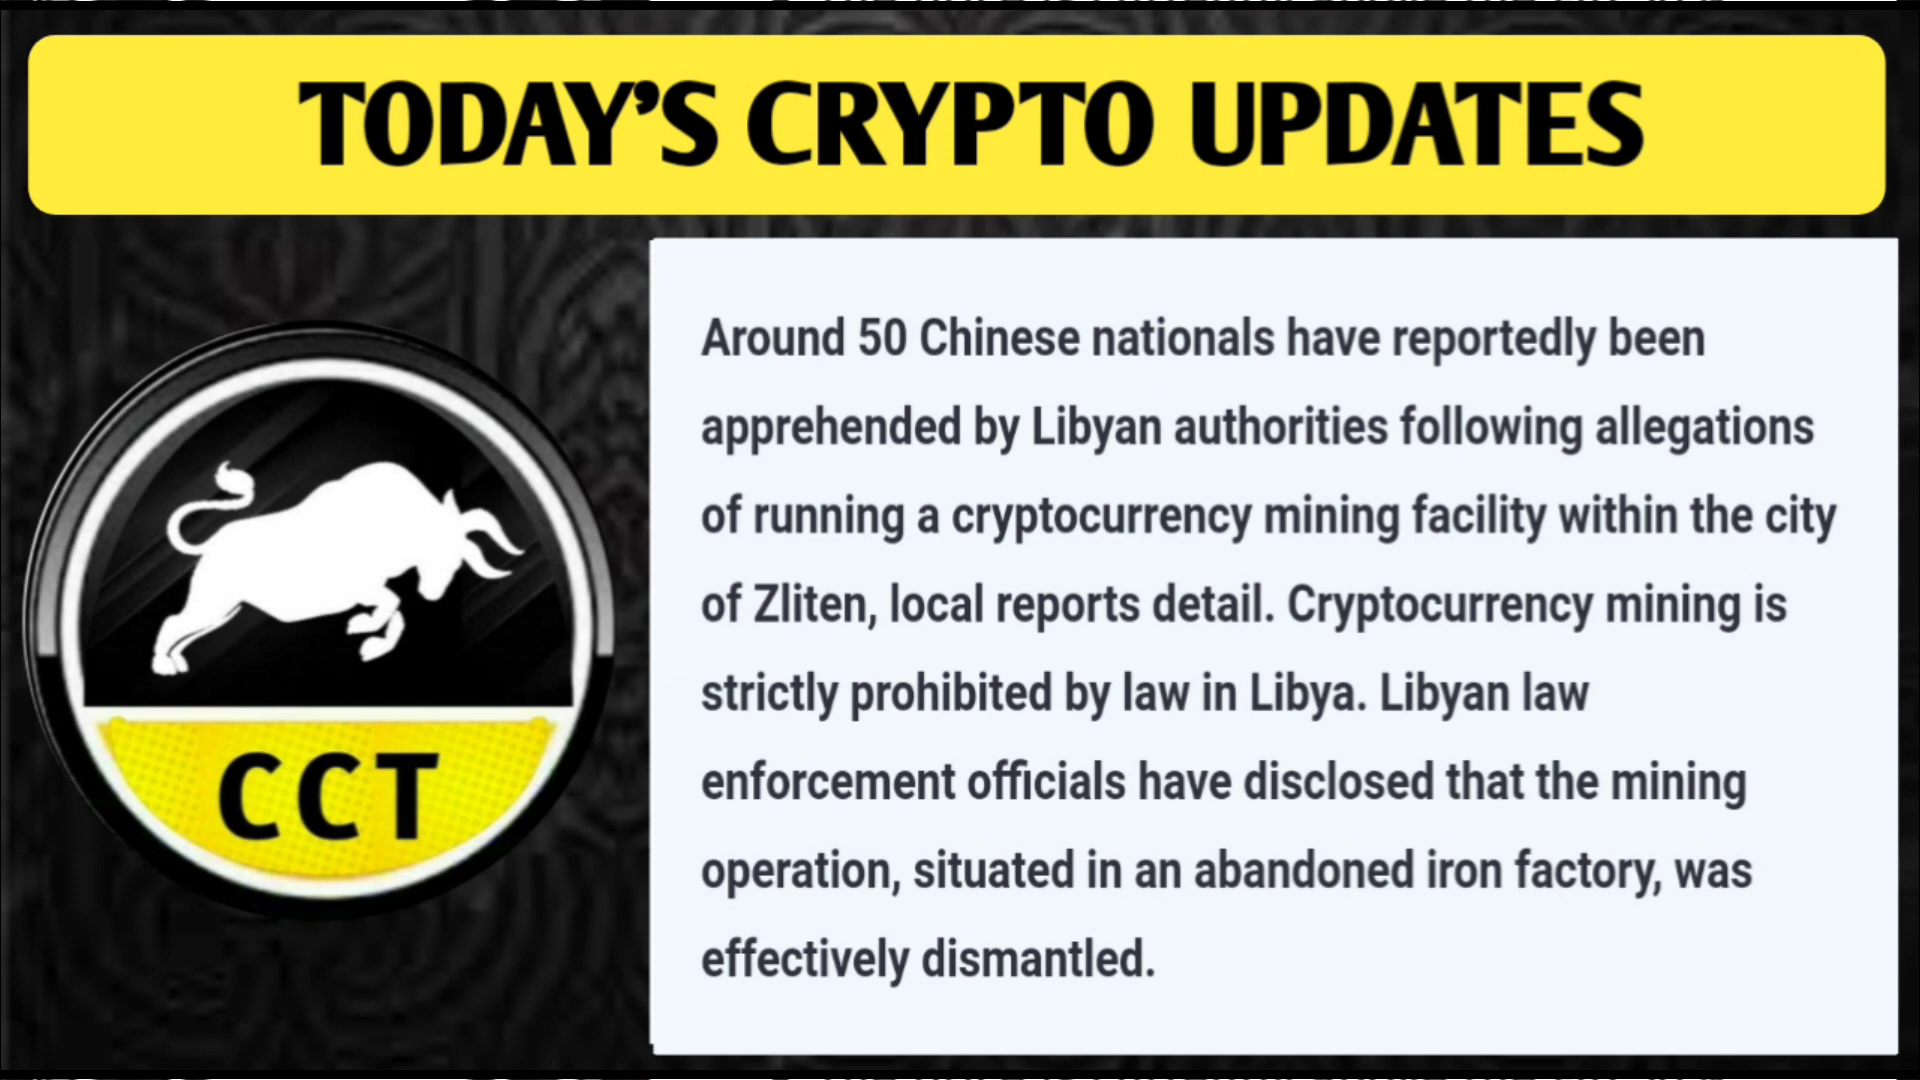 TODAY’S CRYPTO UPDATES
CCT
Around 50 Chinese nationals have reportedly been
apprehended by Libyan authorities following allegations
of running a cryptocurrency mining facility within the city
of Zliten, local reports detail. Cryptocurrency mining is
strictly prohibited by law in Libya. Libyan law
enforcement officials have disclosed that the mining
operation, situated in an abandoned iron factory, was
effectively dismantled.